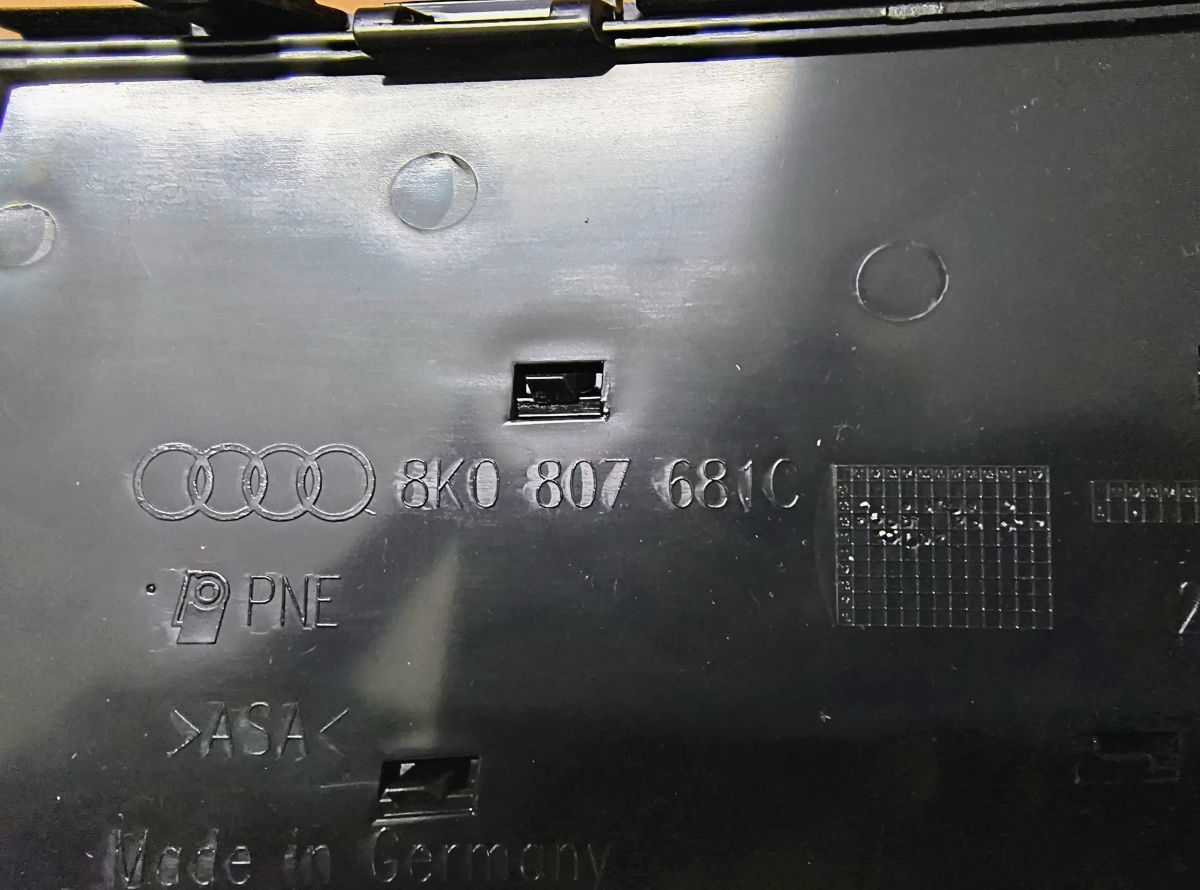 8K0 807 681C
PNE
>ASA<
Made in Germany